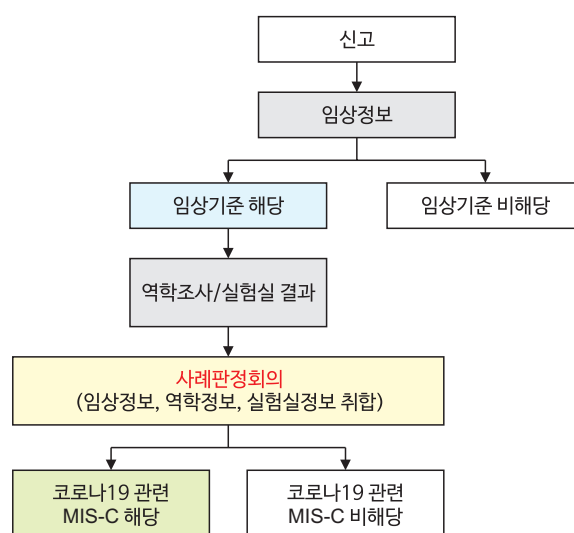 신고
임상정보
임상기준 해당
임상기준 비해당
역학조사/실험실 결과
사례판정회의
(임상정보, 역학정보, 실험실정보 취합)
코로나19 관련
MIS-C 해당
코로나19 관련
MIS-C 비해당